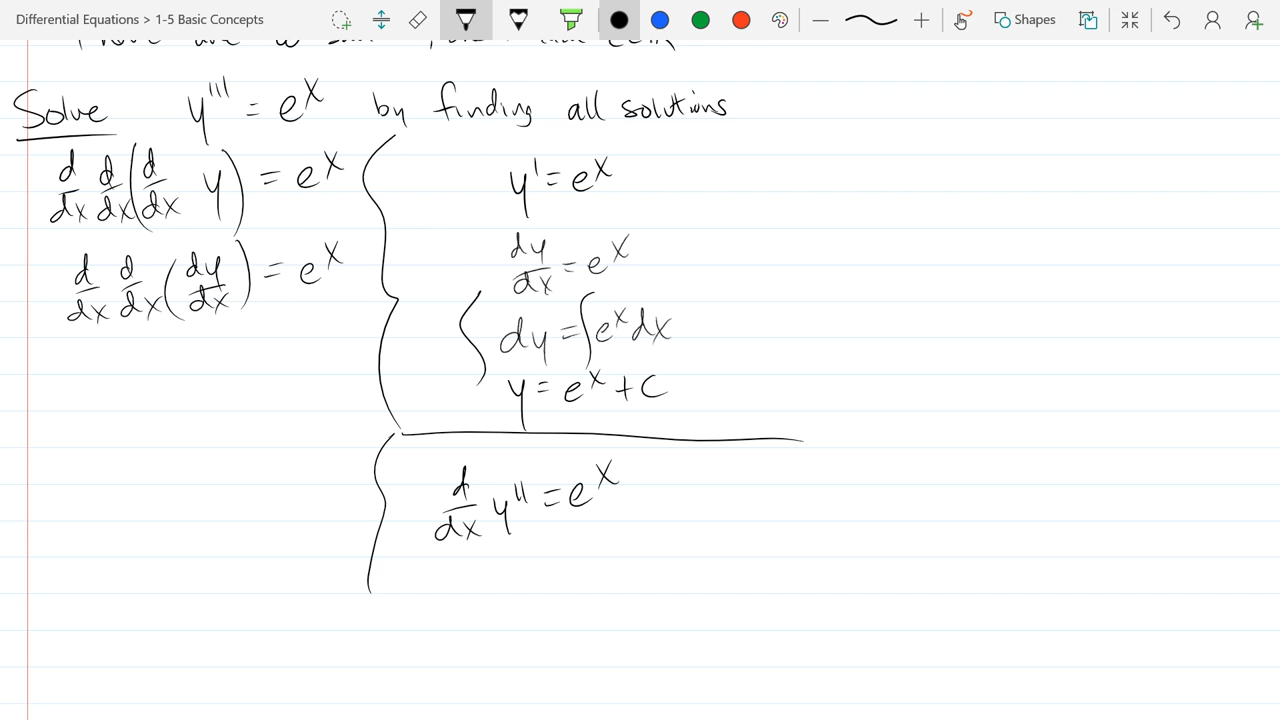 Differential Equations > 1-5 Basic Concepts
Shapes
Solve y''' = e^x by finding all solutions
d/dx d/dx (d/dx y) = e^x
d/dx d/dx (dy/dx) = e^x
y' = e^x
dy/dx = e^x
dy = ∫e^x dx
y = e^x + c
d/dx y'' = e^x